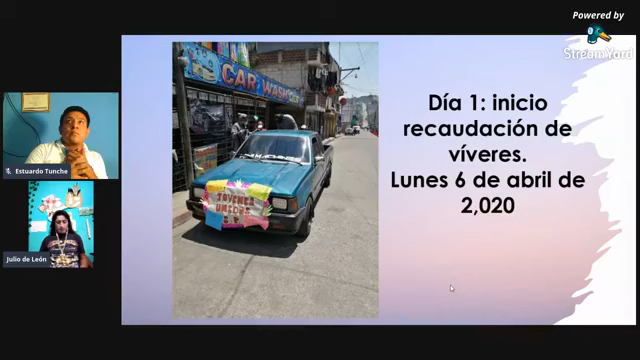 Powered by
StreamYard
CAR WASH
Día 1: inicio
recaudación de
víveres.
Lunes 6 de abril de
2,020
JOVENES
Estuardo Tunche
Julio de León